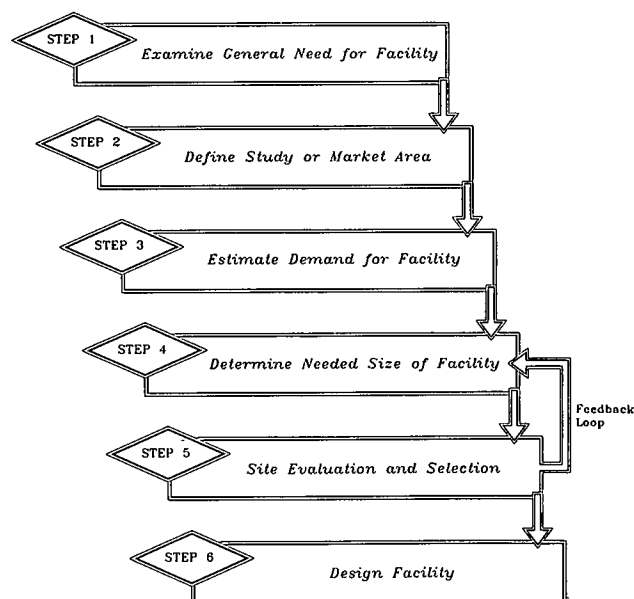 STEP 1
Examine General Need for Facility
STEP 2
Define Study or Market Area
STEP 3
Estimate Demand for Facility
STEP 4
Determine Needed Size of Facility
Feedback
Loop
STEP 5
Site Evaluation and Selection
STEP 6
Design Facility